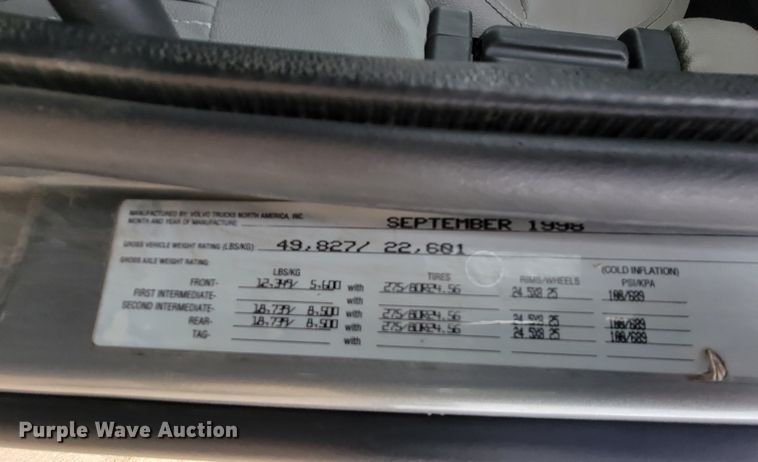 MANUFACTURED BY: VOLVO TRUCKS NORTH AMERICA, INC.
MONTH AND YEAR OF MANUFACTURE SEPTEMBER 1998
GROSS VEHICLE WEIGHT RATING (LBS/KG) 49,827/ 22,601
GROSS AXLE WEIGHT RATING:
LBS/KG TIRES RIMS/WHEELS (COLD INFLATION) PSI/KPA
FRONT- 12,349/ 5,600 with 275/80R24.5G 24.5X8.25 100/689
FIRST INTERMEDIATE- with
SECOND INTERMEDIATE- 18,739/ 8,500 with 275/80R24.5G 24.5X8.25 100/689
REAR- 18,739/ 8,500 with 275/80R24.5G 24.5X8.25 100/689
TAG- with
Purple Wave Auction